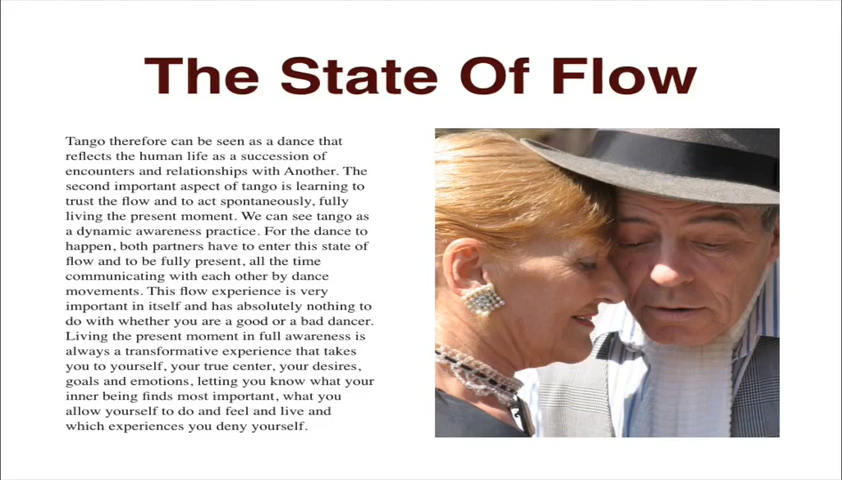 The State Of Flow
Tango therefore can be seen as a dance that
reflects the human life as a succession of
encounters and relationships with Another. The
second important aspect of tango is learning to
trust the flow and to act spontaneously, fully
living the present moment. We can see tango as
a dynamic awareness practice. For the dance to
happen, both partners have to enter this state of
flow and to be fully present, all the time
communicating with each other by dance
movements. This flow experience is very
important in itself and has absolutely nothing to
do with whether you are a good or a bad dancer.
Living the present moment in full awareness is
always a transformative experience that takes
you to yourself, your true center, your desires,
goals and emotions, letting you know what your
inner being finds most important, what you
allow yourself to do and feel and live and
which experiences you deny yourself.